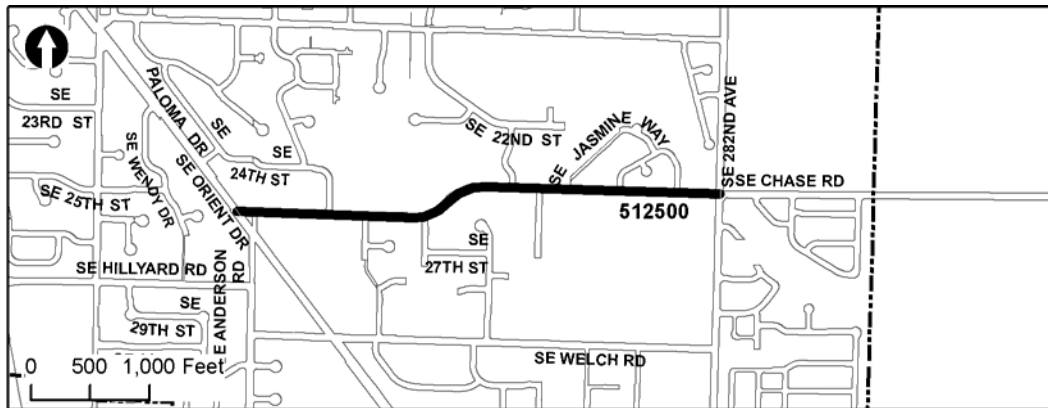 SE
23RD ST
PALOMA DR
SE
SE WENDY DR
SE ORIENT DR
SE
24TH ST
SE 25TH ST
SE HILLYARD RD
SE
29TH ST
E ANDERSON RD
SE 22ND ST
SE JASMINE WAY
SE 282ND AVE
SE CHASE RD
512500
SE
27TH ST
SE WELCH RD
0 500 1,000 Feet